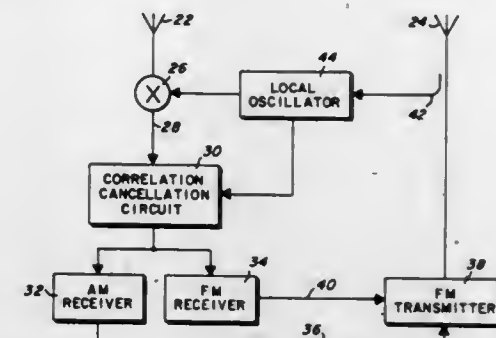 22
24
26
X
44
LOCAL
OSCILLATOR
42
28
30
CORRELATION
CANCELLATION
CIRCUIT
32
AM
RECEIVER
34
FM
RECEIVER
40
38
FM
TRANSMITTER
36